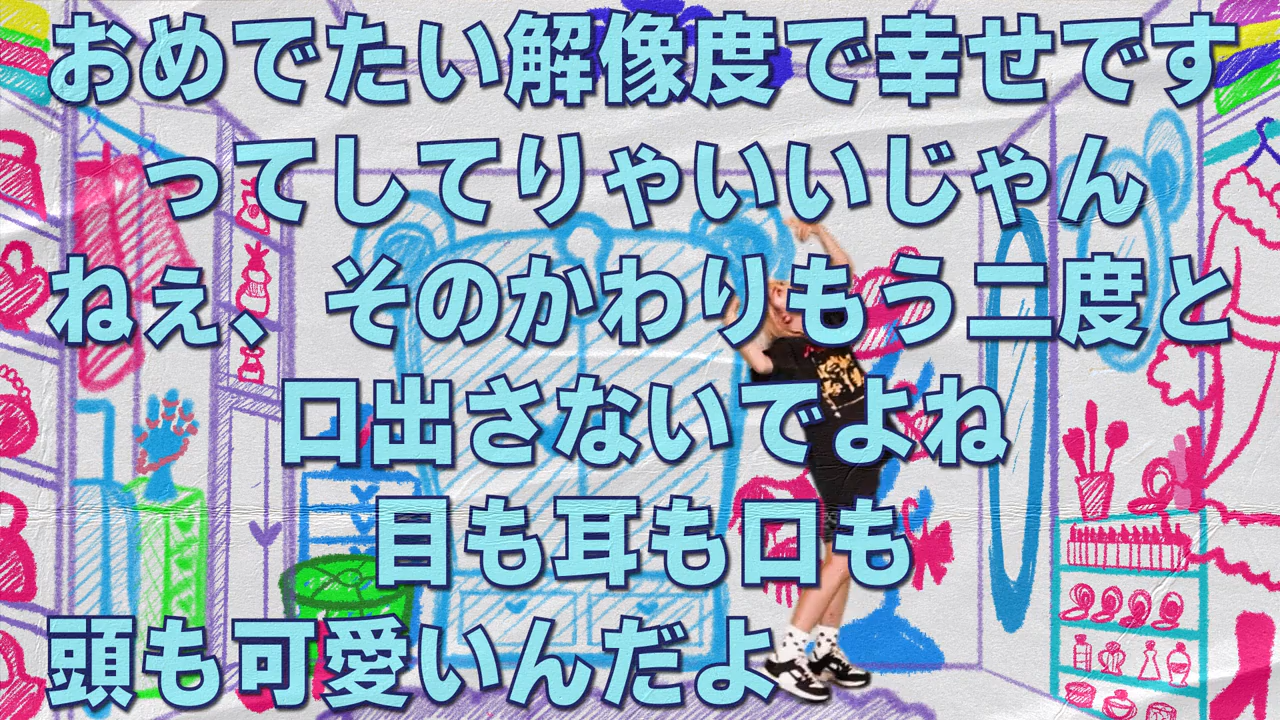 おめでたい解像度で幸せです
ってしてりゃいいじゃん
ねぇ、そのかわりもう二度と
口出さないでよね
目も耳も口も
頭も可愛いんだよ